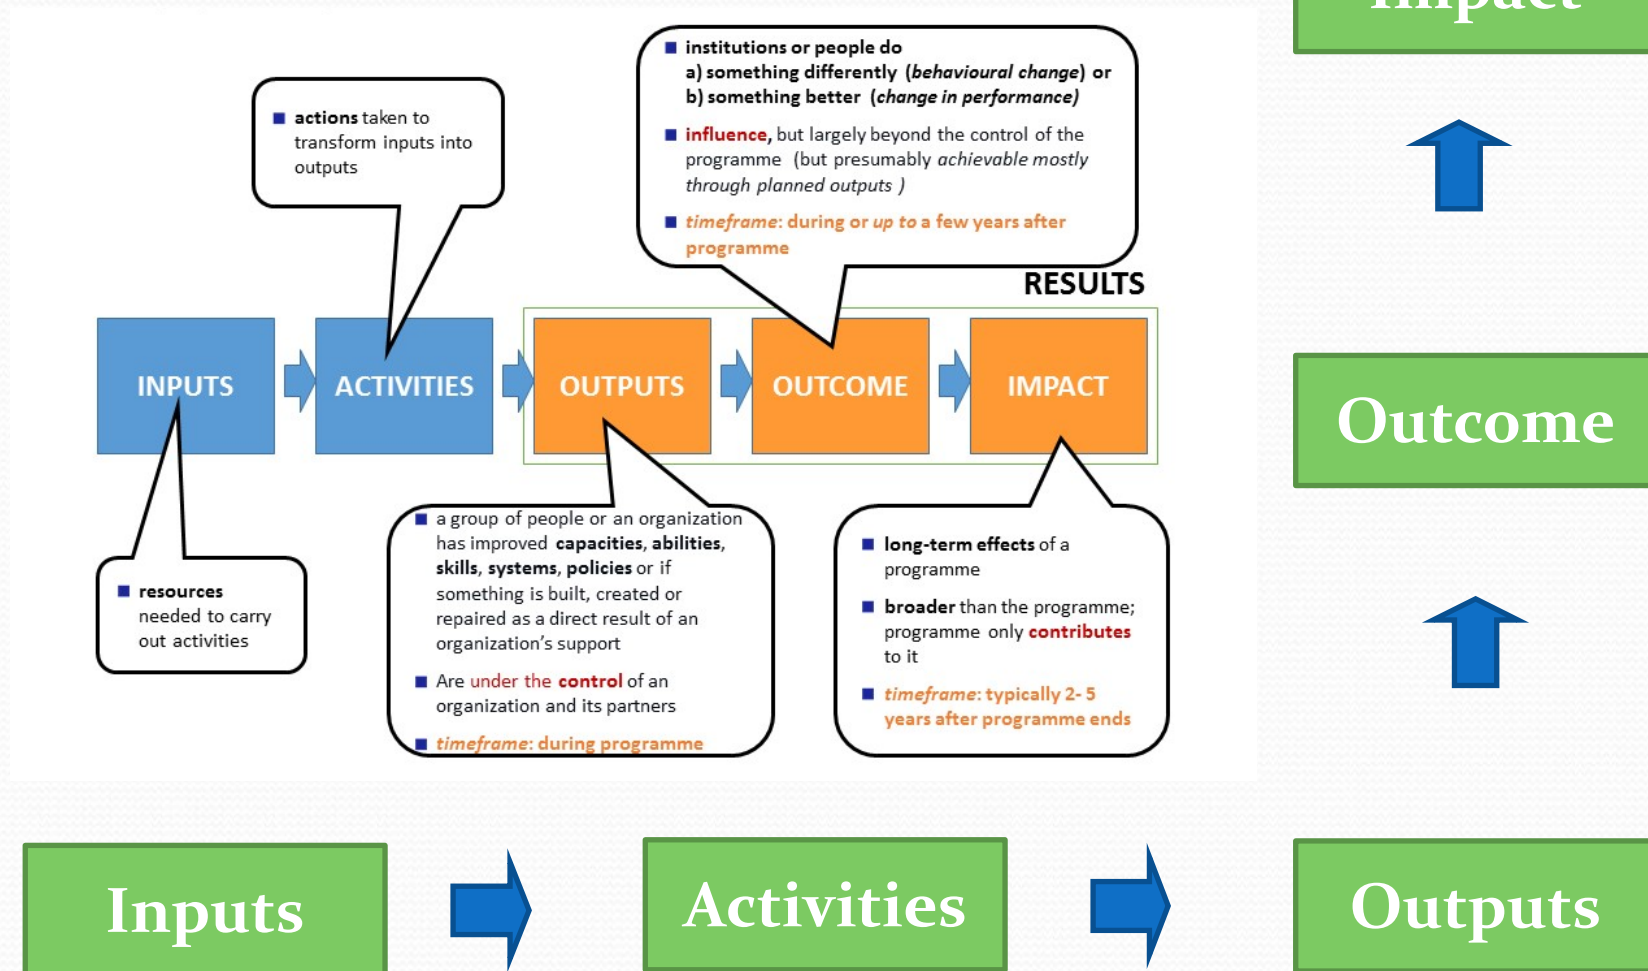 Impact
■ institutions or people do
a) something differently (behavioural change) or
b) something better (change in performance)
■ influence, but largely beyond the control of the
programme (but presumably achievable mostly
through planned outputs )
■ timeframe: during or up to a few years after
programme
■ actions taken to
transform inputs into
outputs
RESULTS
INPUTS
ACTIVITIES
OUTPUTS
OUTCOME
IMPACT
Outcome
■ resources
needed to carry
out activities
■ a group of people or an organization
has improved capacities, abilities,
skills, systems, policies or if
something is built, created or
repaired as a direct result of an
organization's support
■ Are under the control of an
organization and its partners
■ timeframe: during programme
■ long-term effects of a
programme
■ broader than the programme;
programme only contributes
to it
■ timeframe: typically 2- 5
years after programme ends
Inputs
Activities
Outputs